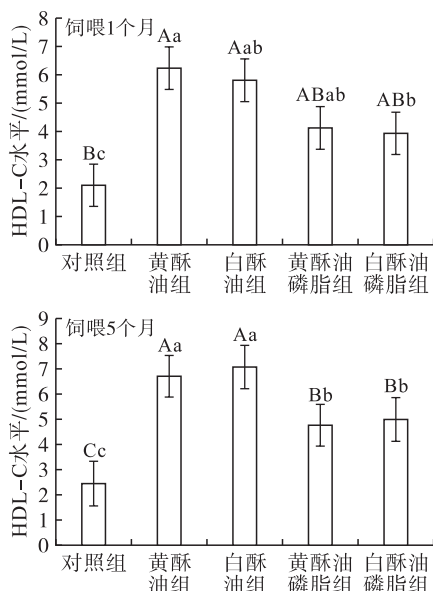 饲喂1个月
HDL-C水平/(mmol/L)
8
7
6
5
4
3
2
1
0
Bc
Aa
Aab
ABab
ABb
对照组
黄酥
油组
白酥
油组
黄酥油
磷脂组
白酥油
磷脂组
饲喂5个月
HDL-C水平/(mmol/L)
9
8
7
6
5
4
3
2
1
0
Cc
Aa
Aa
Bb
Bb
对照组
黄酥
油组
白酥
油组
黄酥油
磷脂组
白酥油
磷脂组